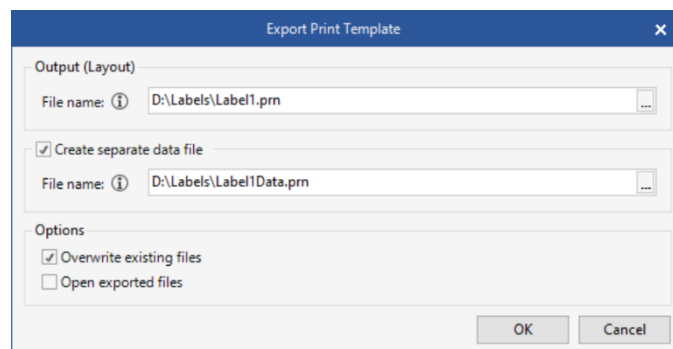 Export Print Template
Output (Layout)
File name: D:\Labels\Label1.prn ...
Create separate data file
File name: D:\Labels\Label1Data.prn ...
Options
Overwrite existing files
Open exported files
OK Cancel